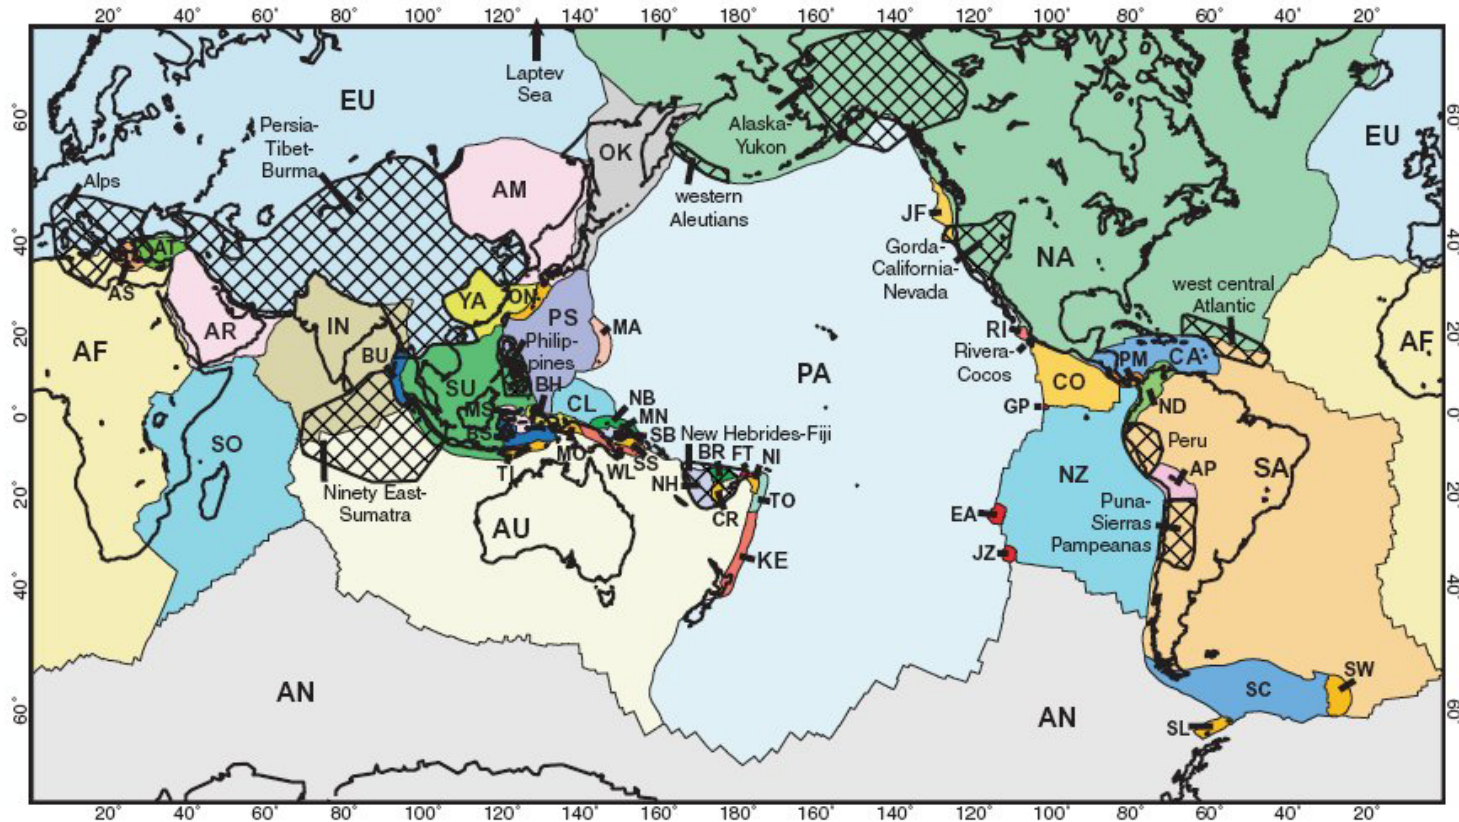 20˚ 40˚ 60˚ 80˚ 100˚ 120˚ 140˚ 160˚ 180˚ 160˚ 140˚ 120˚ 100˚ 80˚ 60˚ 40˚ 20˚
60˚
40˚
20˚
0˚
20˚
40˚
60˚
Laptev
Sea
EU
Persia-
Tibet-
Burma
Alps
AM
OK
Alaska-
Yukon
western
Aleutians
EU
JF
Gorda-
California-
Nevada
NA
west central
Atlantic
AT
AS
AR
AF
IN
BU
YA
ON
PS
MA
Philip-
pines
SU
BH
MS
BS
CL
NB
MN
SB
SS
WL
MO
TI
PA
RI
Rivera-
Cocos
CO
PM
CA
GP
ND
AF
SO
Ninety East-
Sumatra
AU
New Hebrides-Fiji
BR
FT
NI
NH
CR
TO
KE
EA
JZ
NZ
Peru
AP
SA
Puna-
Sierras
Pampeanas
AN
AN
SC
SW
SL
60˚
40˚
20˚
0˚
20˚
40˚
60˚
20˚ 40˚ 60˚ 80˚ 100˚ 120˚ 140˚ 160˚ 180˚ 160˚ 140˚ 120˚ 100˚ 80˚ 60˚ 40˚ 20˚